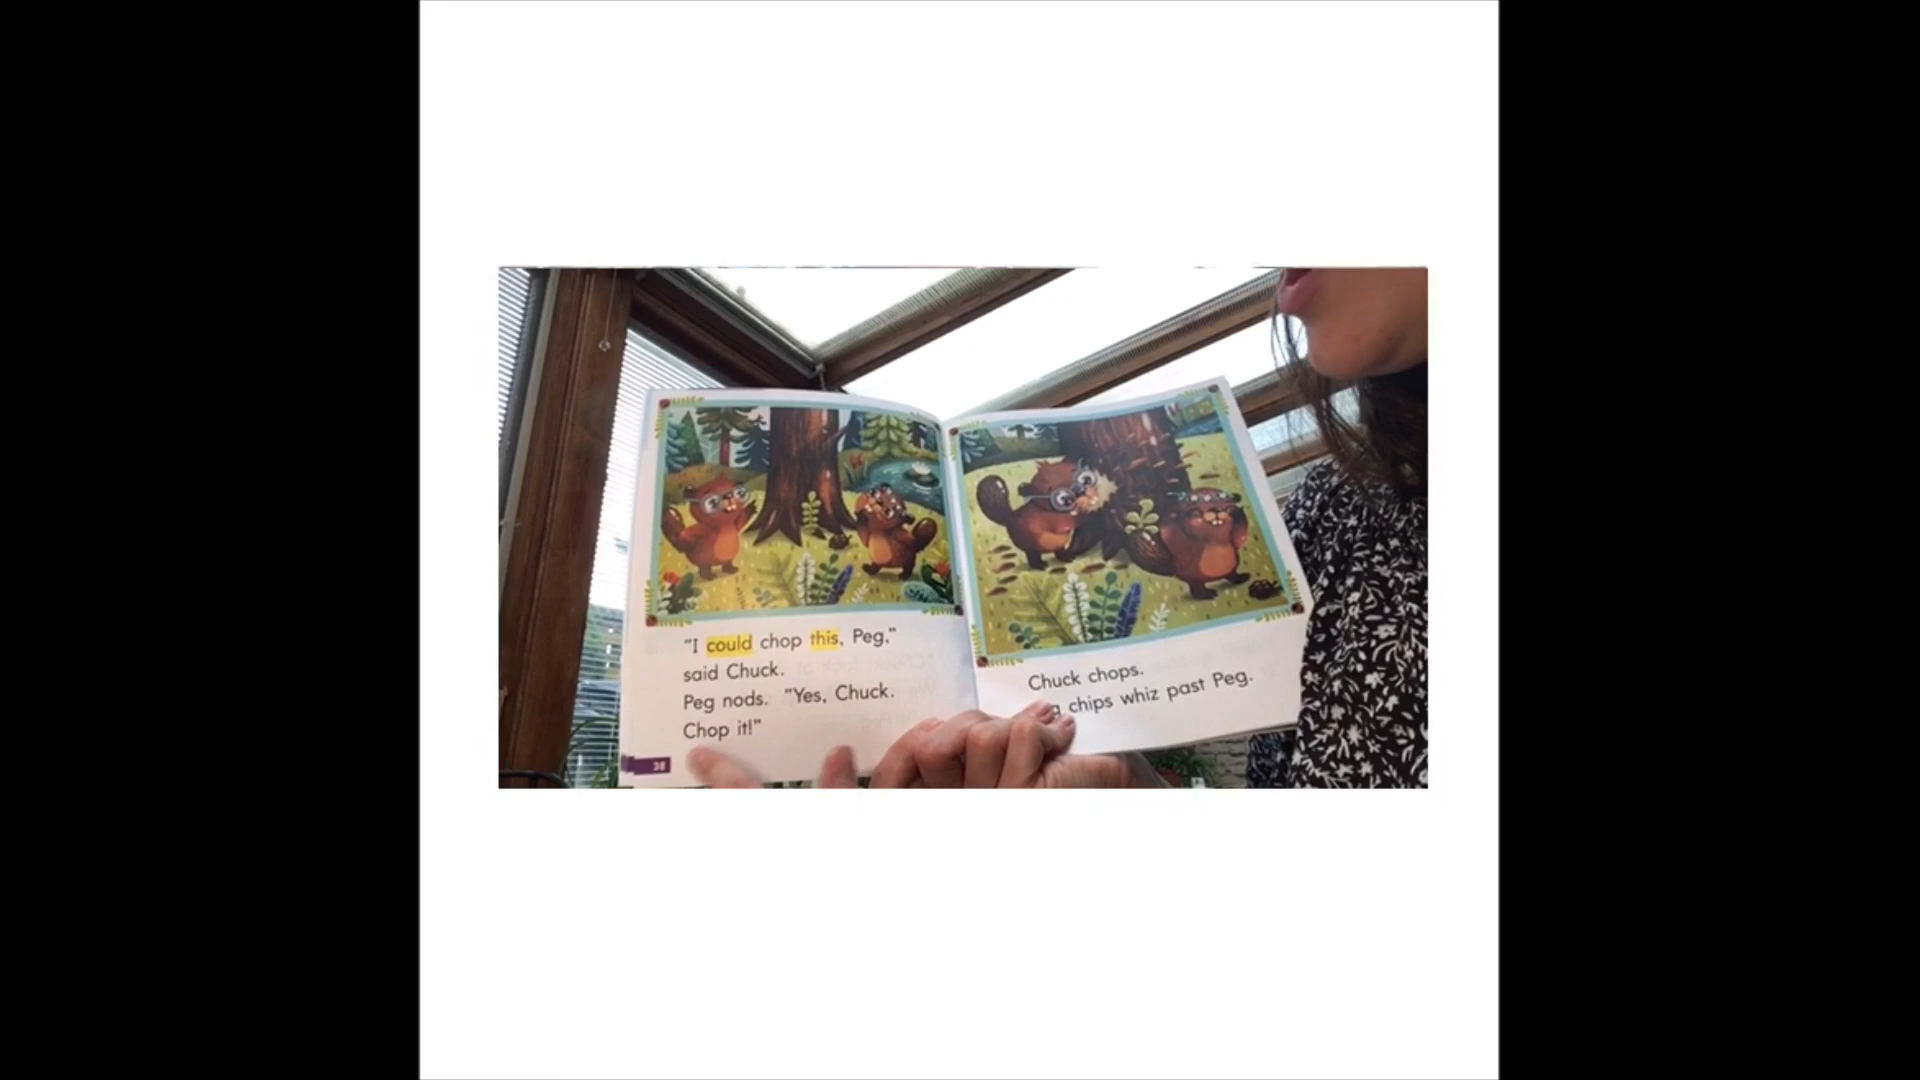 "I could chop this, Peg,"
said Chuck.
Peg nods. "Yes, Chuck.
Chop it!"
38
Chuck chops.
chips whiz past Peg.